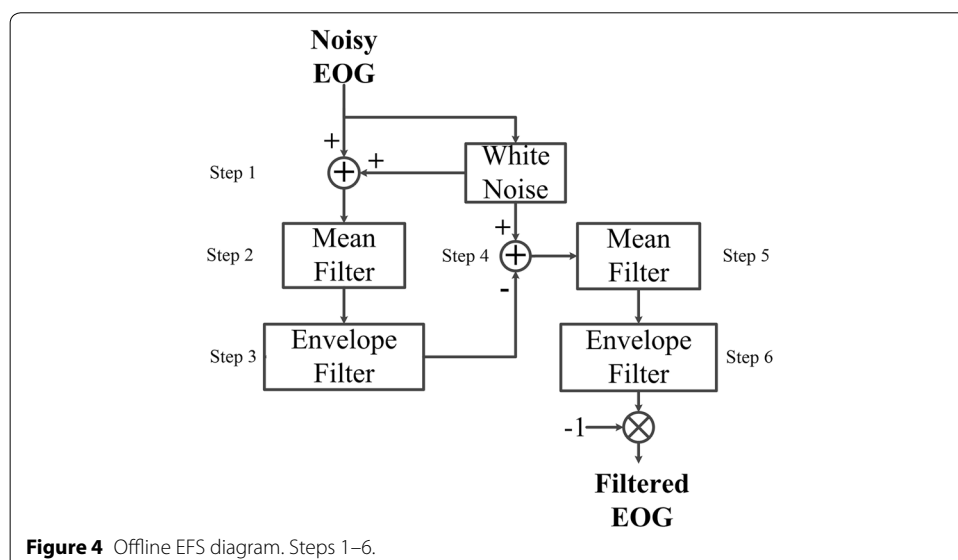 Noisy
EOG
+
+
Step 1
+
White
Noise
+
Step 2
Mean
Filter
Step 4
+
-
Mean
Filter
Step 5
Step 3
Envelope
Filter
Envelope
Filter
Step 6
-1
Filtered
EOG
Figure 4 Offline EFS diagram. Steps 1–6.